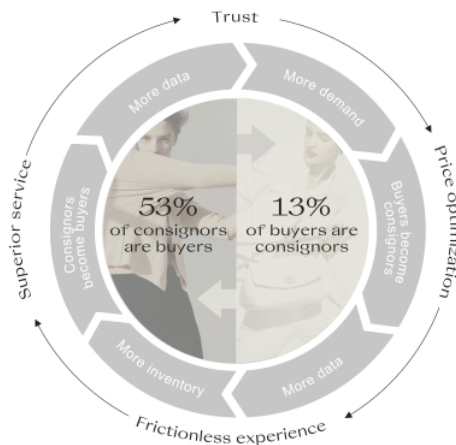 Trust
More data
More demand
Superior service
Consignors
become buyers
53%
of consignors
are buyers
13%
of buyers are
consignors
Buyers become
consignors
Price optimization
More inventory
More data
Frictionless experience